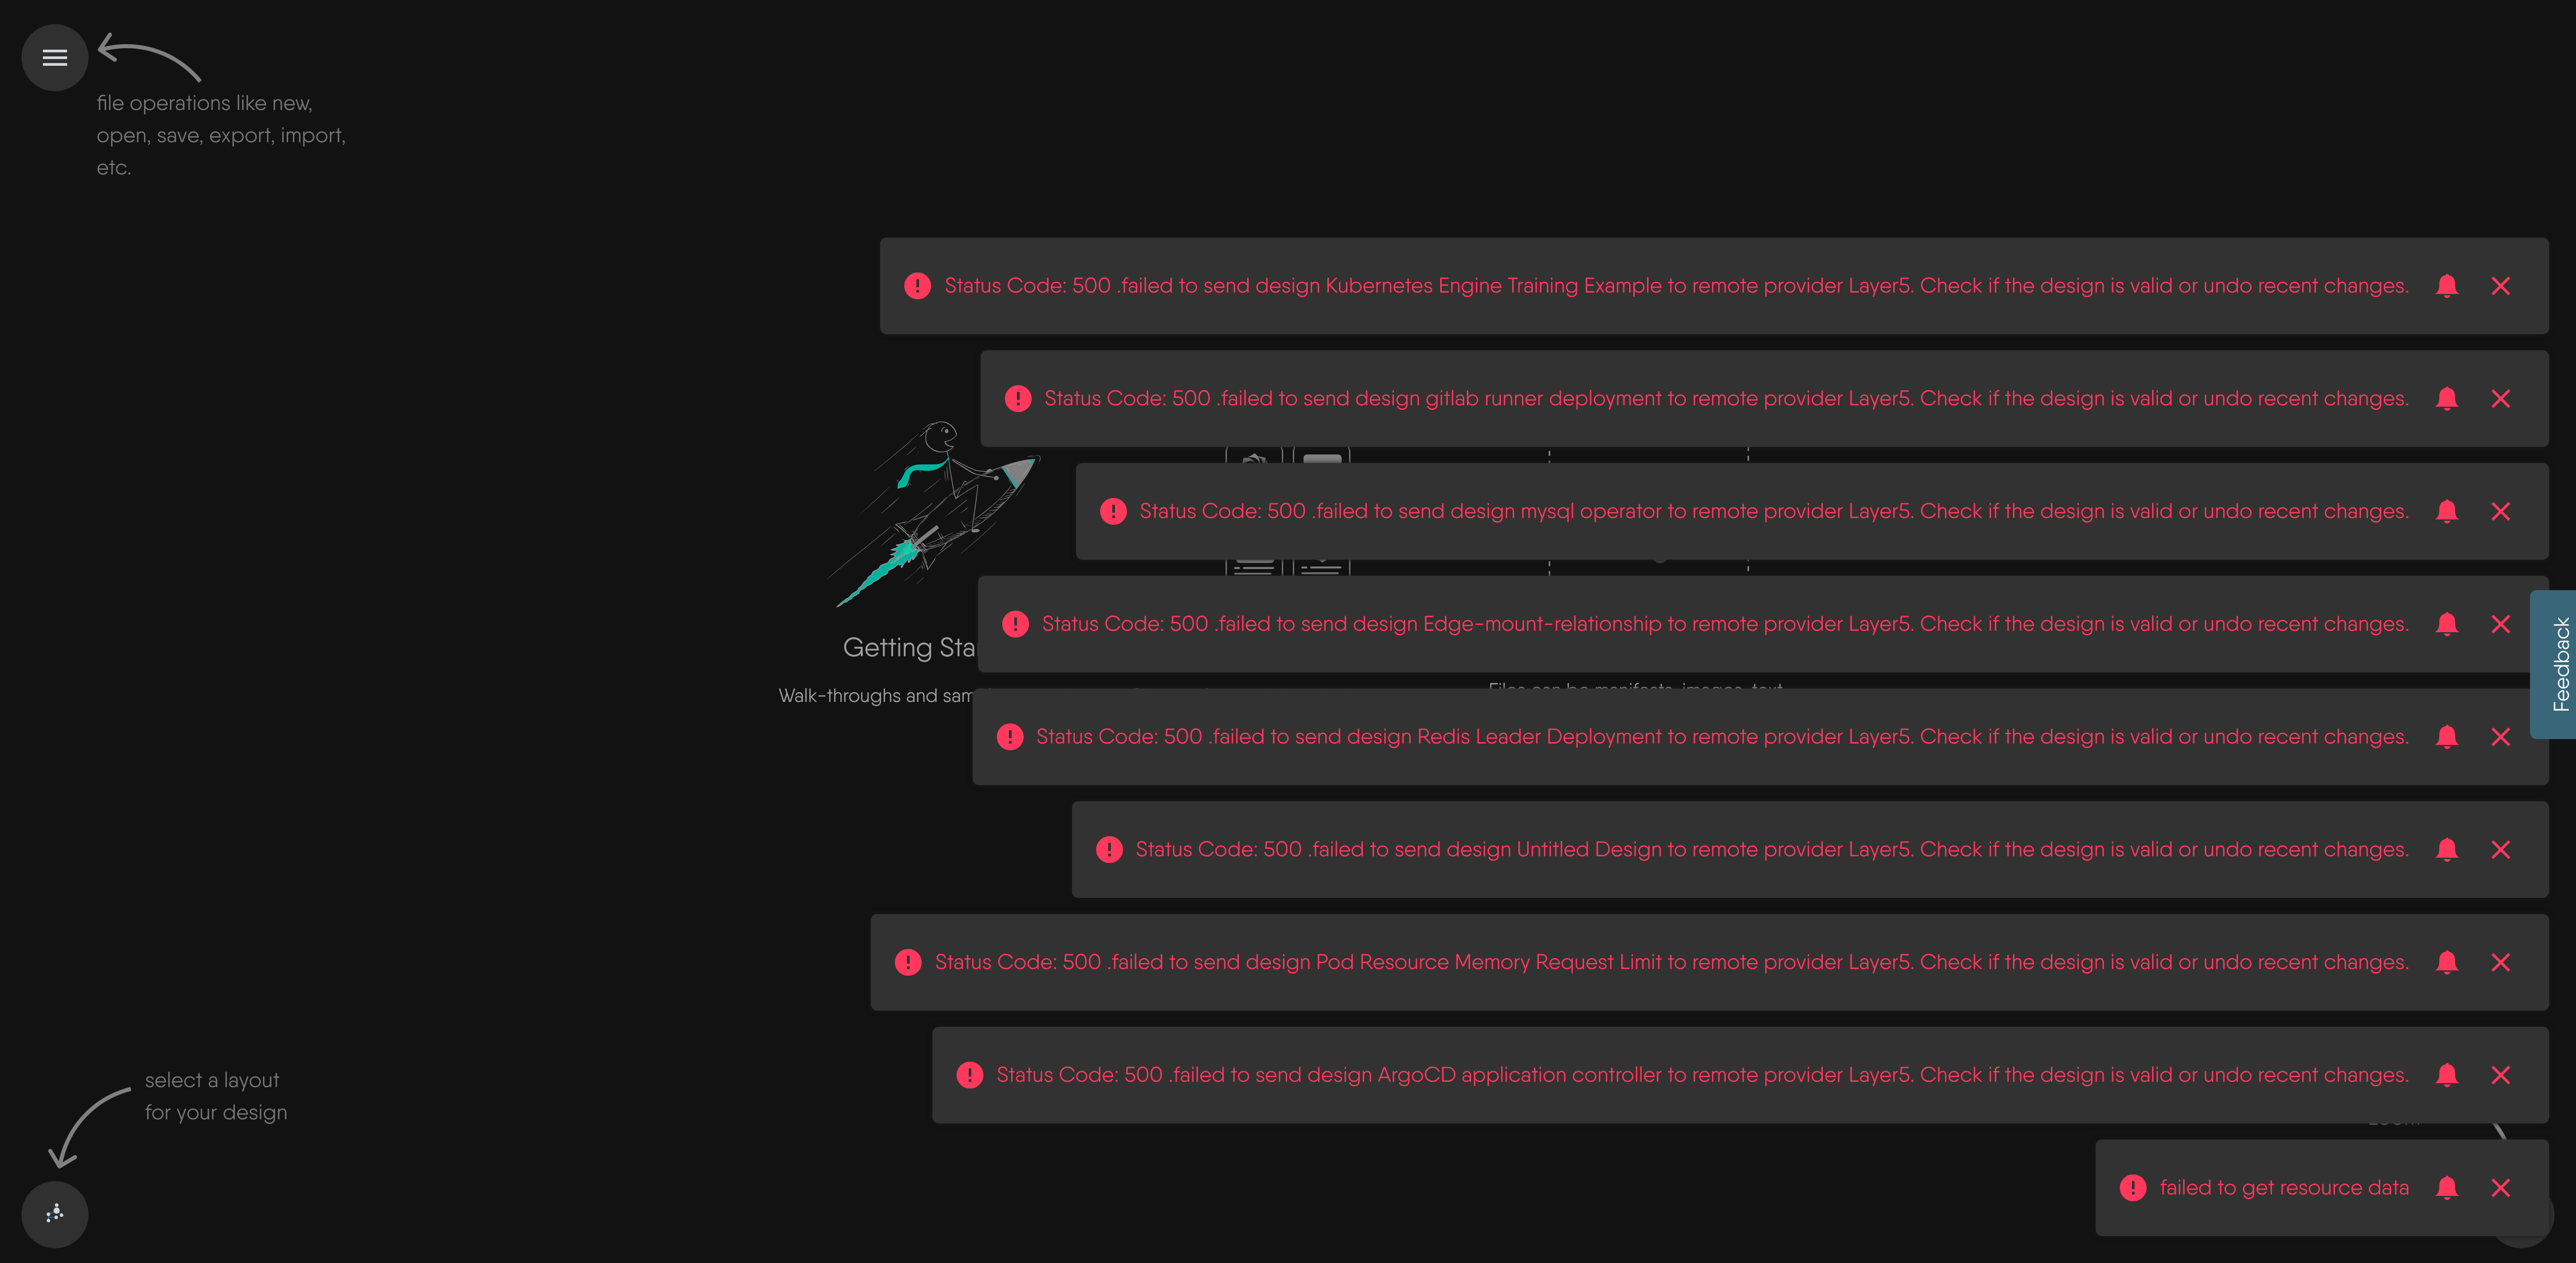 file operations like new,
open, save, export, import,
etc.
Status Code: 500 .failed to send design Kubernetes Engine Training Example to remote provider Layer5. Check if the design is valid or undo recent changes.
Status Code: 500 .failed to send design gitlab runner deployment to remote provider Layer5. Check if the design is valid or undo recent changes.
Status Code: 500 .failed to send design mysql operator to remote provider Layer5. Check if the design is valid or undo recent changes.
Status Code: 500 .failed to send design Edge-mount-relationship to remote provider Layer5. Check if the design is valid or undo recent changes.
Getting Sta
Feedback
Walk-throughs and sam
Files can be manifests, images, text
Status Code: 500 .failed to send design Redis Leader Deployment to remote provider Layer5. Check if the design is valid or undo recent changes.
Status Code: 500 .failed to send design Untitled Design to remote provider Layer5. Check if the design is valid or undo recent changes.
Status Code: 500 .failed to send design Pod Resource Memory Request Limit to remote provider Layer5. Check if the design is valid or undo recent changes.
Status Code: 500 .failed to send design ArgoCD application controller to remote provider Layer5. Check if the design is valid or undo recent changes.
select a layout
for your design
failed to get resource data